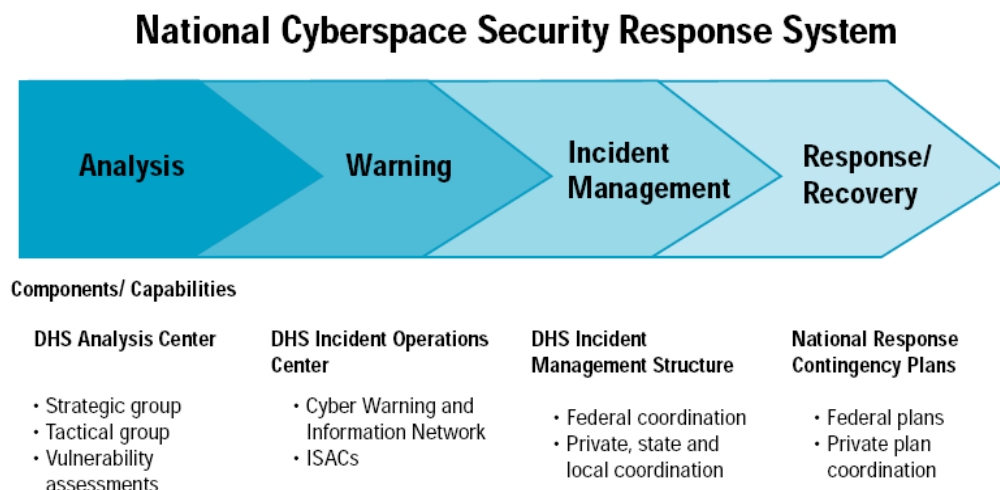 National Cyberspace Security Response System
Analysis
Warning
Incident
Management
Response/
Recovery
Components/ Capabilities
DHS Analysis Center
• Strategic group
• Tactical group
• Vulnerability
assessments
DHS Incident Operations
Center
• Cyber Warning and
Information Network
• ISACs
DHS Incident
Management Structure
• Federal coordination
• Private, state and
local coordination
National Response
Contingency Plans
• Federal plans
• Private plan
coordination